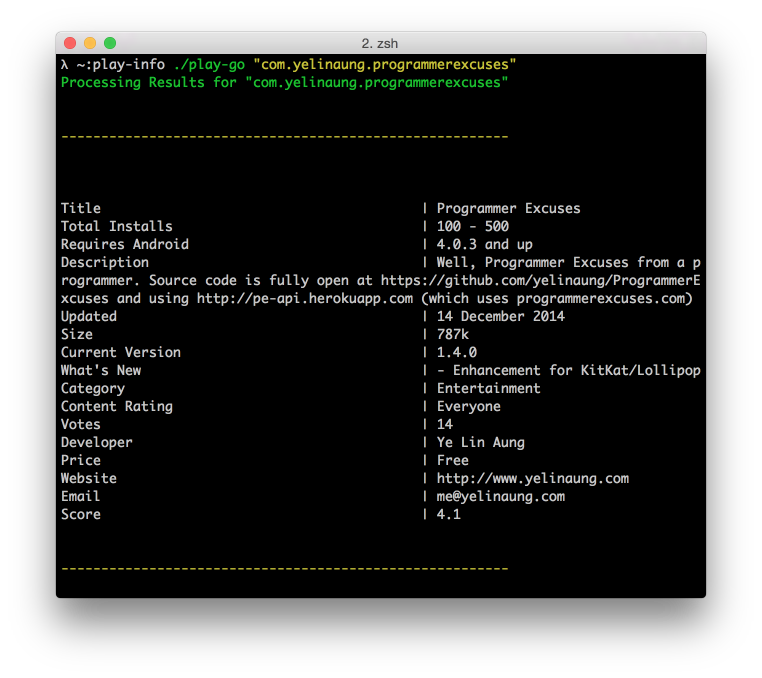 2. zsh
λ ~:play-info ./play-go "com.yelinaung.programmerexcuses"
Processing Results for "com.yelinaung.programmerexcuses"
--------------------------------------------------------
Title | Programmer Excuses
Total Installs | 100 - 500
Requires Android | 4.0.3 and up
Description | Well, Programmer Excuses from a p
rogrammer. Source code is fully open at https://github.com/yelinaung/ProgrammerE
xcuses and using http://pe-api.herokuapp.com (which uses programmerexcuses.com)
Updated | 14 December 2014
Size | 787k
Current Version | 1.4.0
What's New | - Enhancement for KitKat/Lollipop
Category | Entertainment
Content Rating | Everyone
Votes | 14
Developer | Ye Lin Aung
Price | Free
Website | http://www.yelinaung.com
Email | me@yelinaung.com
Score | 4.1
--------------------------------------------------------